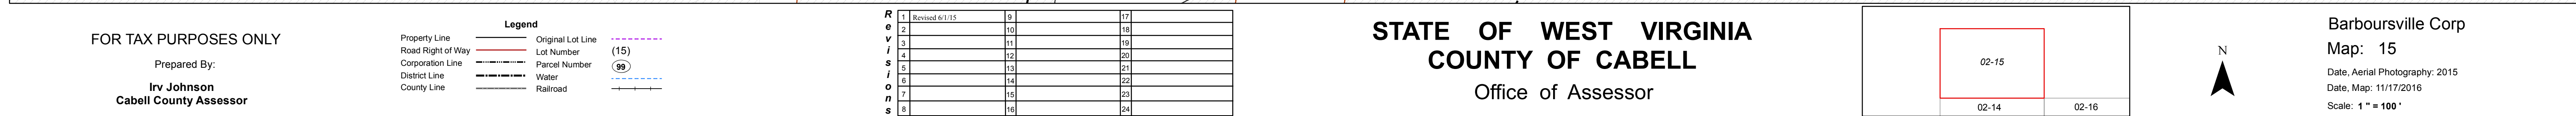 FOR TAX PURPOSES ONLY
Prepared By:
Irv Johnson
Cabell County Assessor
Legend
Property Line
Road Right of Way
Corporation Line
District Line
County Line
Original Lot Line
Lot Number (15)
Parcel Number 99
Water
Railroad
Revisions
1 Revised 6/1/15 9 17
2 10 18
3 11 19
4 12 20
5 13 21
6 14 22
7 15 23
8 16 24
STATE OF WEST VIRGINIA
COUNTY OF CABELL
Office of Assessor
02-15
02-14 02-16
N
Barboursville Corp
Map: 15
Date, Aerial Photography: 2015
Date, Map: 11/17/2016
Scale: 1 " = 100 '